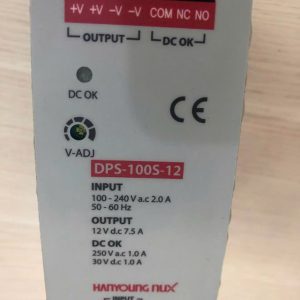 +V +V −V −V COM NC NO
OUTPUT DC OK
DC OK
CE
V-ADJ
DPS-100S-12
INPUT
100 - 240 V a.c 2.0 A
50 - 60 Hz
OUTPUT
12 V d.c 7.5 A
DC OK
250 V a.c 1.0 A
30 V d.c 1.0 A
HANYOUNG NUX
INPUT